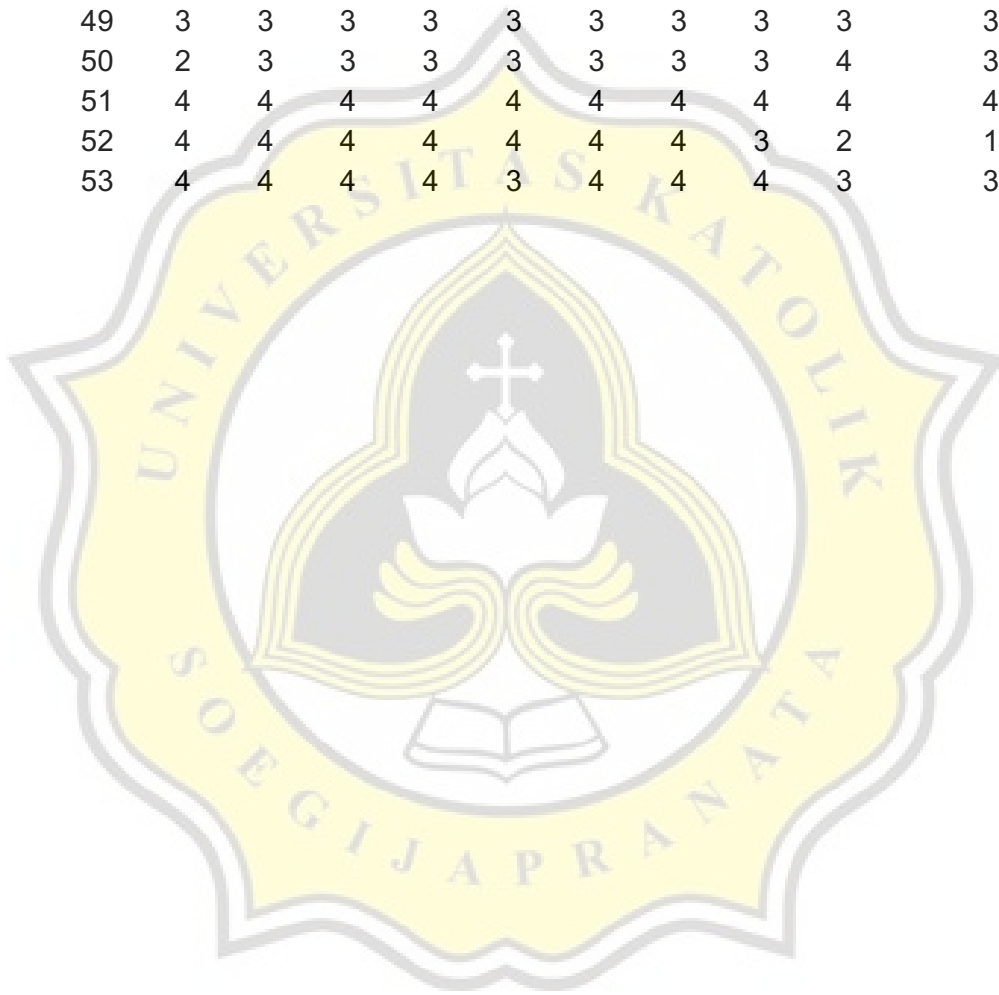 49 3 3 3 3 3 3 3 3 3 3
50 2 3 3 3 3 3 3 3 4 3
51 4 4 4 4 4 4 4 4 4 4
52 4 4 4 4 4 4 4 3 2 1
53 4 4 4 4 3 4 4 4 3 3
UNIVERSITAS KATOLIK
SOEGIJAPRANATA